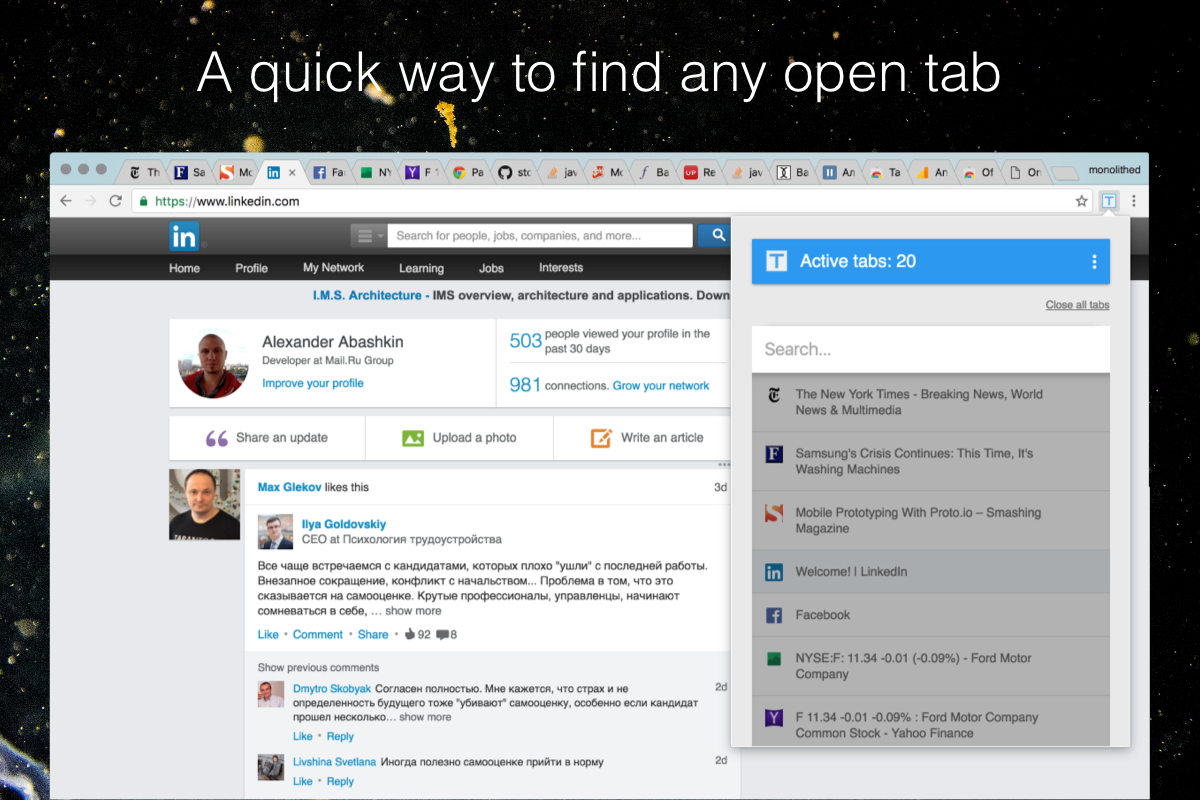 A quick way to find any open tab
Th
Sa
Mo
Fac
NY
F 1
Pa
stc
jav
Mo
Ba
Re
jav
Ba
Ал
Ta
An
Of
On
monolithed
https://www.linkedin.com
in
Search for people, jobs, companies, and more...
Home Profile My Network Learning Jobs Interests
I.M.S. Architecture - IMS overview, architecture and applications. Down
Alexander Abashkin
Developer at Mail.Ru Group
Improve your profile
503 people viewed your profile in the
past 30 days
981 connections. Grow your network
Share an update
Upload a photo
Write an article
Max Glekov likes this
3d
Ilya Goldovskiy
CEO at Психология трудоустройства
Все чаще встречаемся с кандидатами, которых плохо "ушли" с последней работы.
Внезапное сокращение, конфликт с начальством... Проблема в том, что это
сказывается на самооценке. Крутые профессионалы, управленцы, начинают
сомневаться в себе, ... show more
Like • Comment • Share • 92 8
Show previous comments
Dmytro Skobyak Согласен полностью. Мне кажется, что страх и не
2d
определенность будущего тоже "убивают" самооценку, особенно если кандидат
прошел несколько... show more
Like • Reply
Livshina Svetlana Иногда полезно самооценке прийти в норму
2d
Like • Reply
T
Active tabs: 20
Close all tabs
Search...
The New York Times - Breaking News, World
News & Multimedia
Samsung's Crisis Continues: This Time, It's
Washing Machines
Mobile Prototyping With Proto.io – Smashing
Magazine
Welcome! | LinkedIn
Facebook
NYSE:F: 11.34 -0.01 (-0.09%) - Ford Motor
Company
F 11.34 -0.01 -0.09% : Ford Motor Company
Common Stock - Yahoo Finance